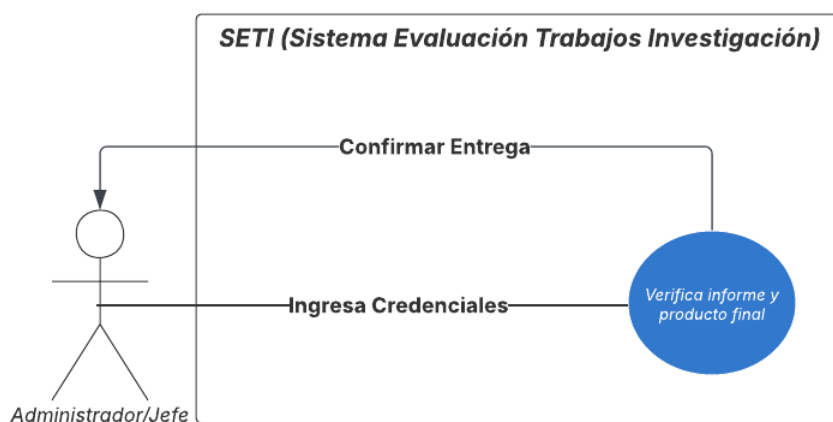 SETI (Sistema Evaluación Trabajos Investigación)
Confirmar Entrega
Ingresa Credenciales
Verifica informe y
producto final
Administrador/Jefe